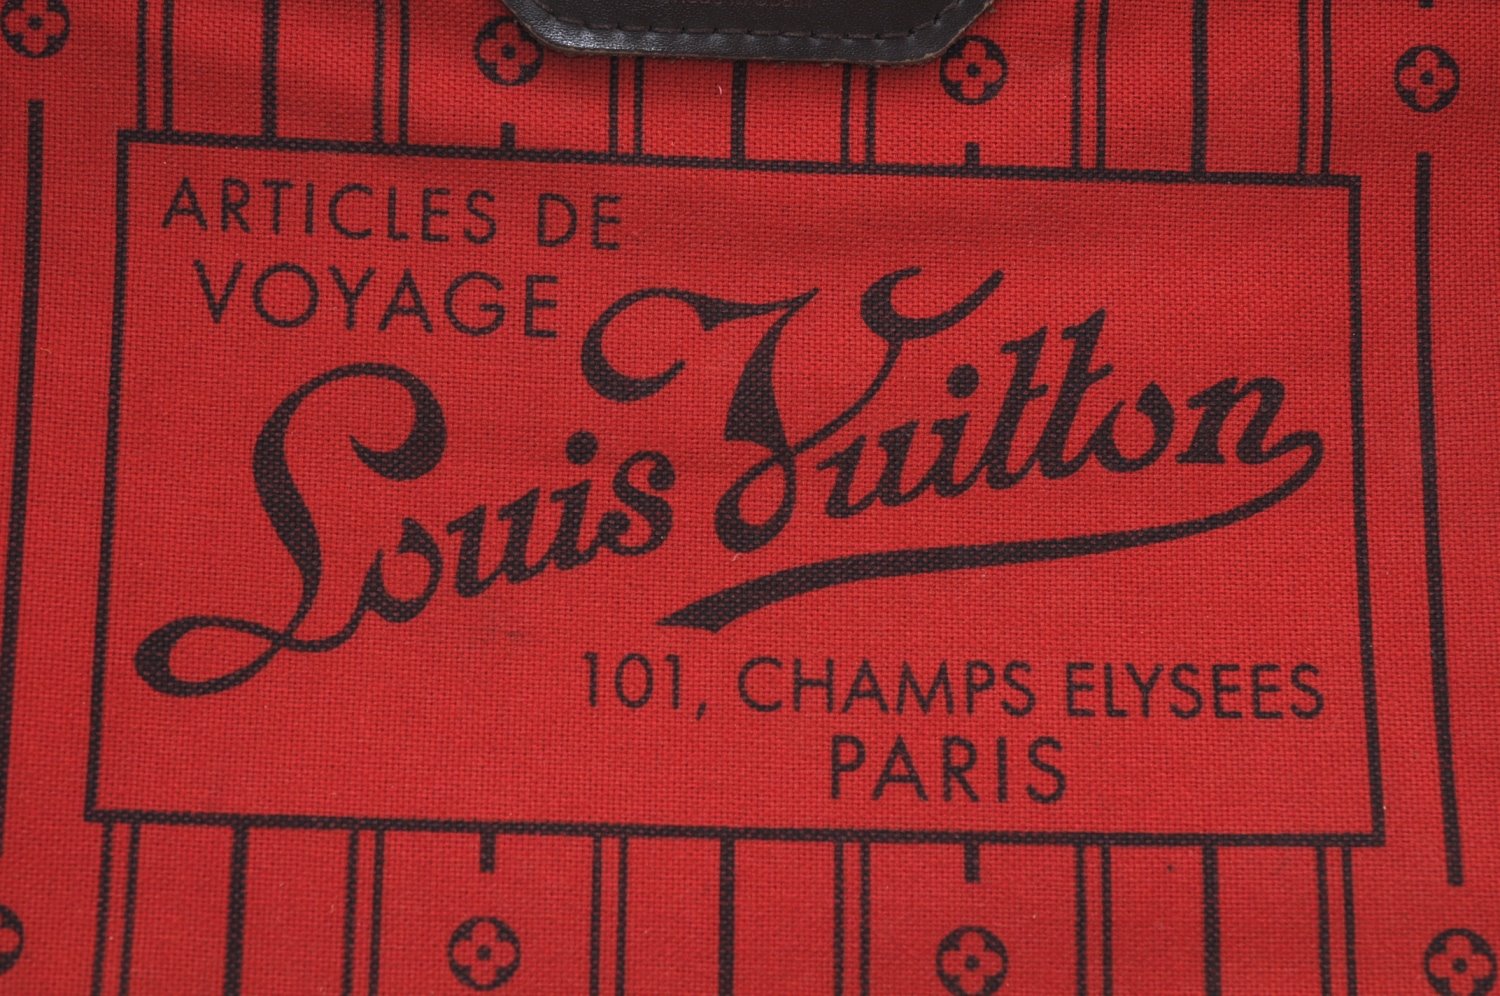 ARTICLES DE
VOYAGE
Louis Vuitton
101, CHAMPS ELYSEES
PARIS